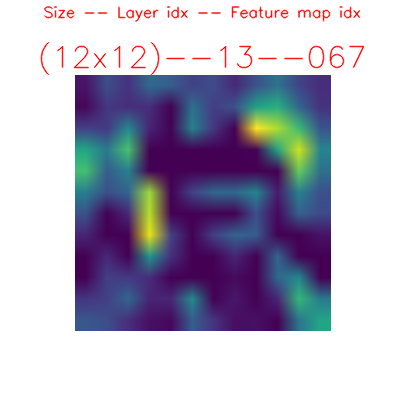 Size -- Layer idx -- Feature map idx
(12x12)--13--067